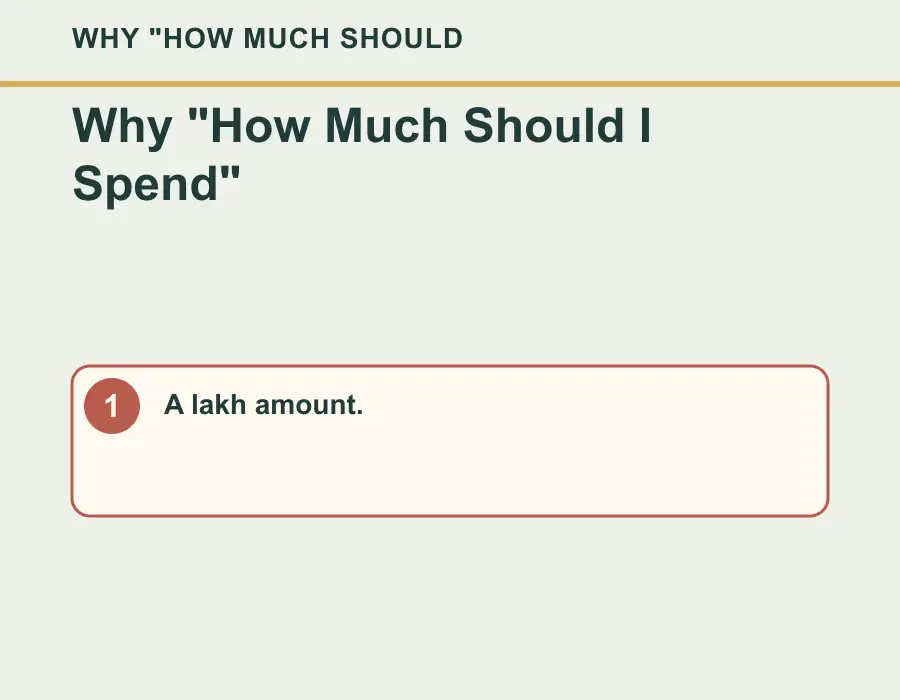 WHY "HOW MUCH SHOULD
Why "How Much Should I
Spend"
1 A lakh amount.